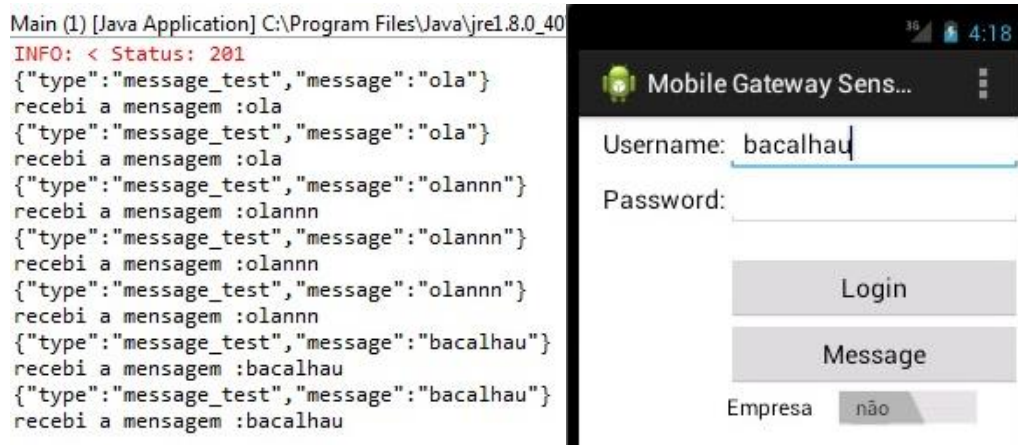 Main (1) [Java Application] C:\Program Files\Java\jre1.8.0_40
INFO: < Status: 201
{"type":"message_test","message":"ola"}
recebi a mensagem :ola
{"type":"message_test","message":"ola"}
recebi a mensagem :ola
{"type":"message_test","message":"olannn"}
recebi a mensagem :olannn
{"type":"message_test","message":"olannn"}
recebi a mensagem :olannn
{"type":"message_test","message":"olannn"}
recebi a mensagem :olannn
{"type":"message_test","message":"bacalhau"}
recebi a mensagem :bacalhau
{"type":"message_test","message":"bacalhau"}
recebi a mensagem :bacalhau
36 4:18
Mobile Gateway Sens...
Username: bacalhau
Password:
Login
Message
Empresa não